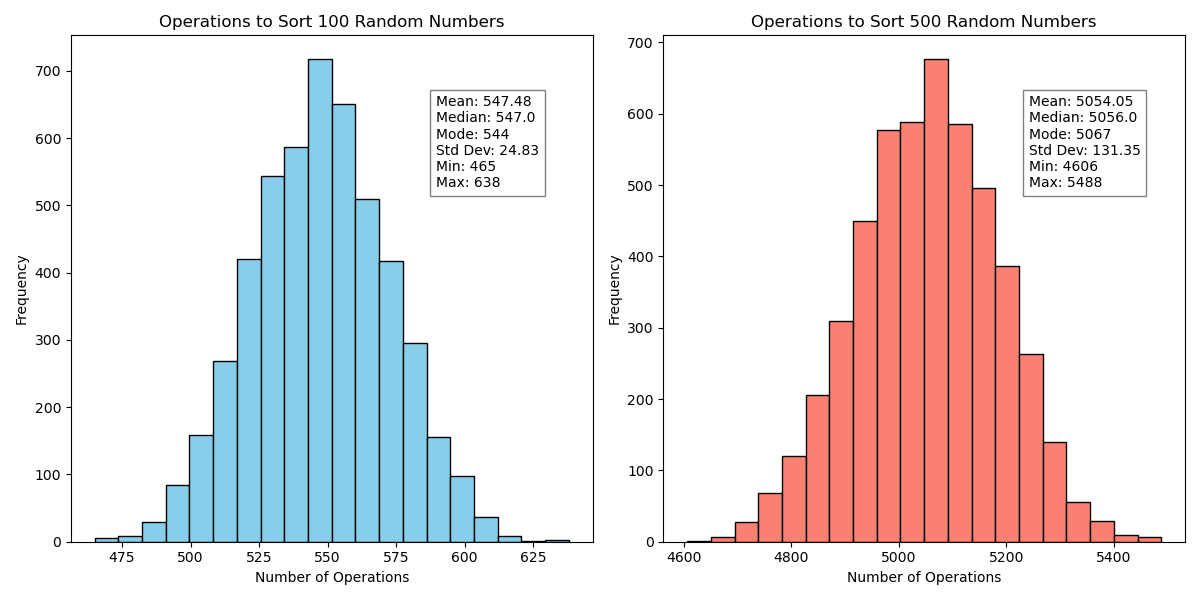 Operations to Sort 100 Random Numbers
700
600
500
400
300
200
100
0
Frequency
Mean: 547.48
Median: 547.0
Mode: 544
Std Dev: 24.83
Min: 465
Max: 638
475 500 525 550 575 600 625
Number of Operations
Operations to Sort 500 Random Numbers
700
600
500
400
300
200
100
0
Frequency
Mean: 5054.05
Median: 5056.0
Mode: 5067
Std Dev: 131.35
Min: 4606
Max: 5488
4600 4800 5000 5200 5400
Number of Operations